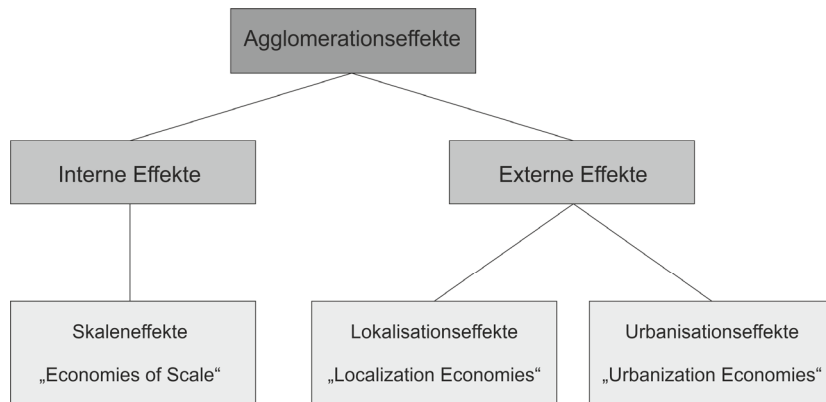 Agglomerationseffekte
Interne Effekte
Externe Effekte
Skaleneffekte
„Economies of Scale“
Lokalisationseffekte
„Localization Economies“
Urbanisationseffekte
„Urbanization Economies“